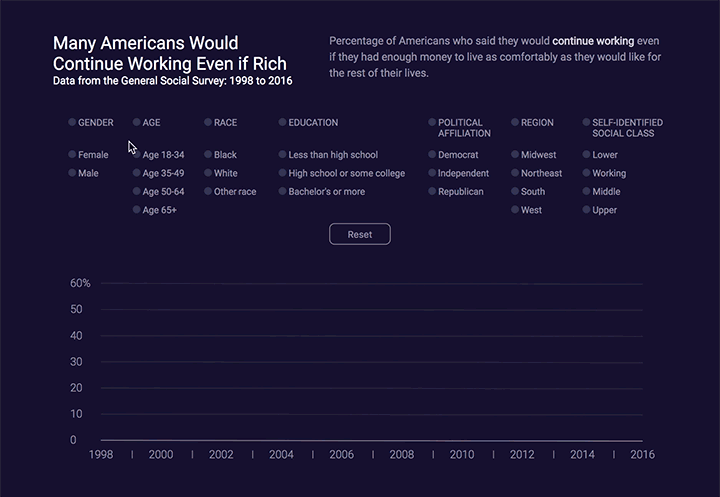 Many Americans Would
Continue Working Even if Rich
Data from the General Social Survey: 1998 to 2016
Percentage of Americans who said they would continue working even
if they had enough money to live as comfortably as they would like for
the rest of their lives.
GENDER
Female
Male
AGE
Age 18-34
Age 35-49
Age 50-64
Age 65+
RACE
Black
White
Other race
EDUCATION
Less than high school
High school or some college
Bachelor's or more
POLITICAL
AFFILIATION
Democrat
Independent
Republican
REGION
Midwest
Northeast
South
West
SELF-IDENTIFIED
SOCIAL CLASS
Lower
Working
Middle
Upper
Reset
60%
50
40
30
20
10
0
1998 | 2000 | 2002 | 2004 | 2006 | 2008 | 2010 | 2012 | 2014 | 2016